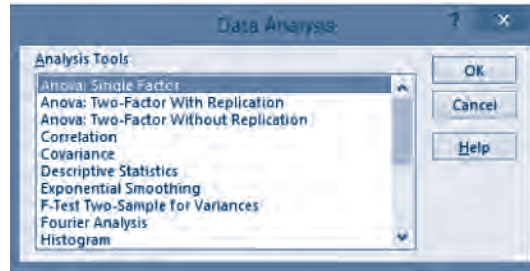 Data Analysis
?
×
Analysis Tools
Anova: Single Factor
Anova: Two-Factor With Replication
Anova: Two-Factor Without Replication
Correlation
Covariance
Descriptive Statistics
Exponential Smoothing
F-Test Two-Sample for Variances
Fourier Analysis
Histogram
OK
Cancel
Help